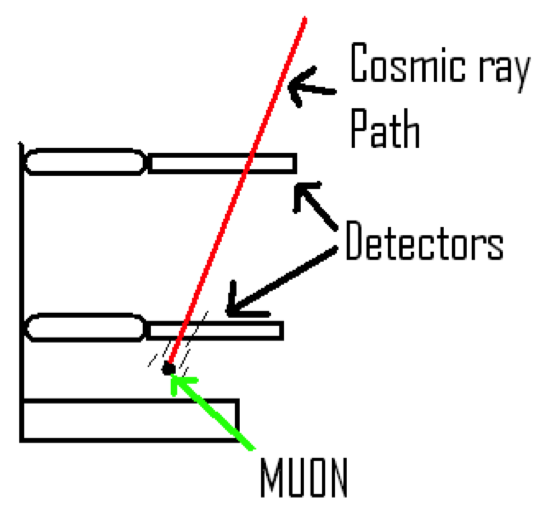 Cosmic ray
Path
Detectors
MUON